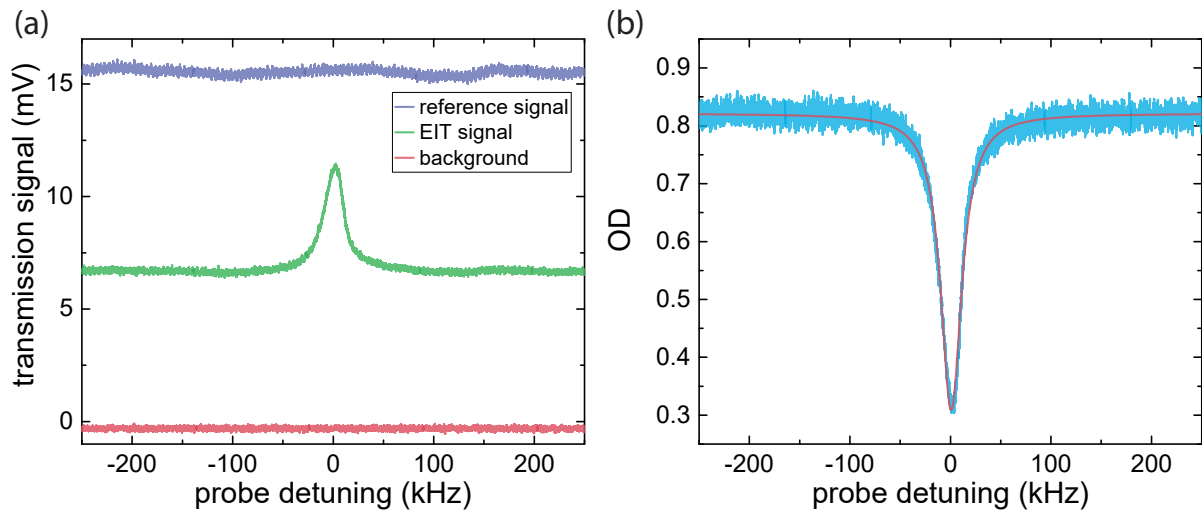 (a)
transmission signal (mV)
15
10
5
0
reference signal
EIT signal
background
-200 -100 0 100 200
probe detuning (kHz)
(b)
OD
0.9
0.8
0.7
0.6
0.5
0.4
0.3
-200 -100 0 100 200
probe detuning (kHz)